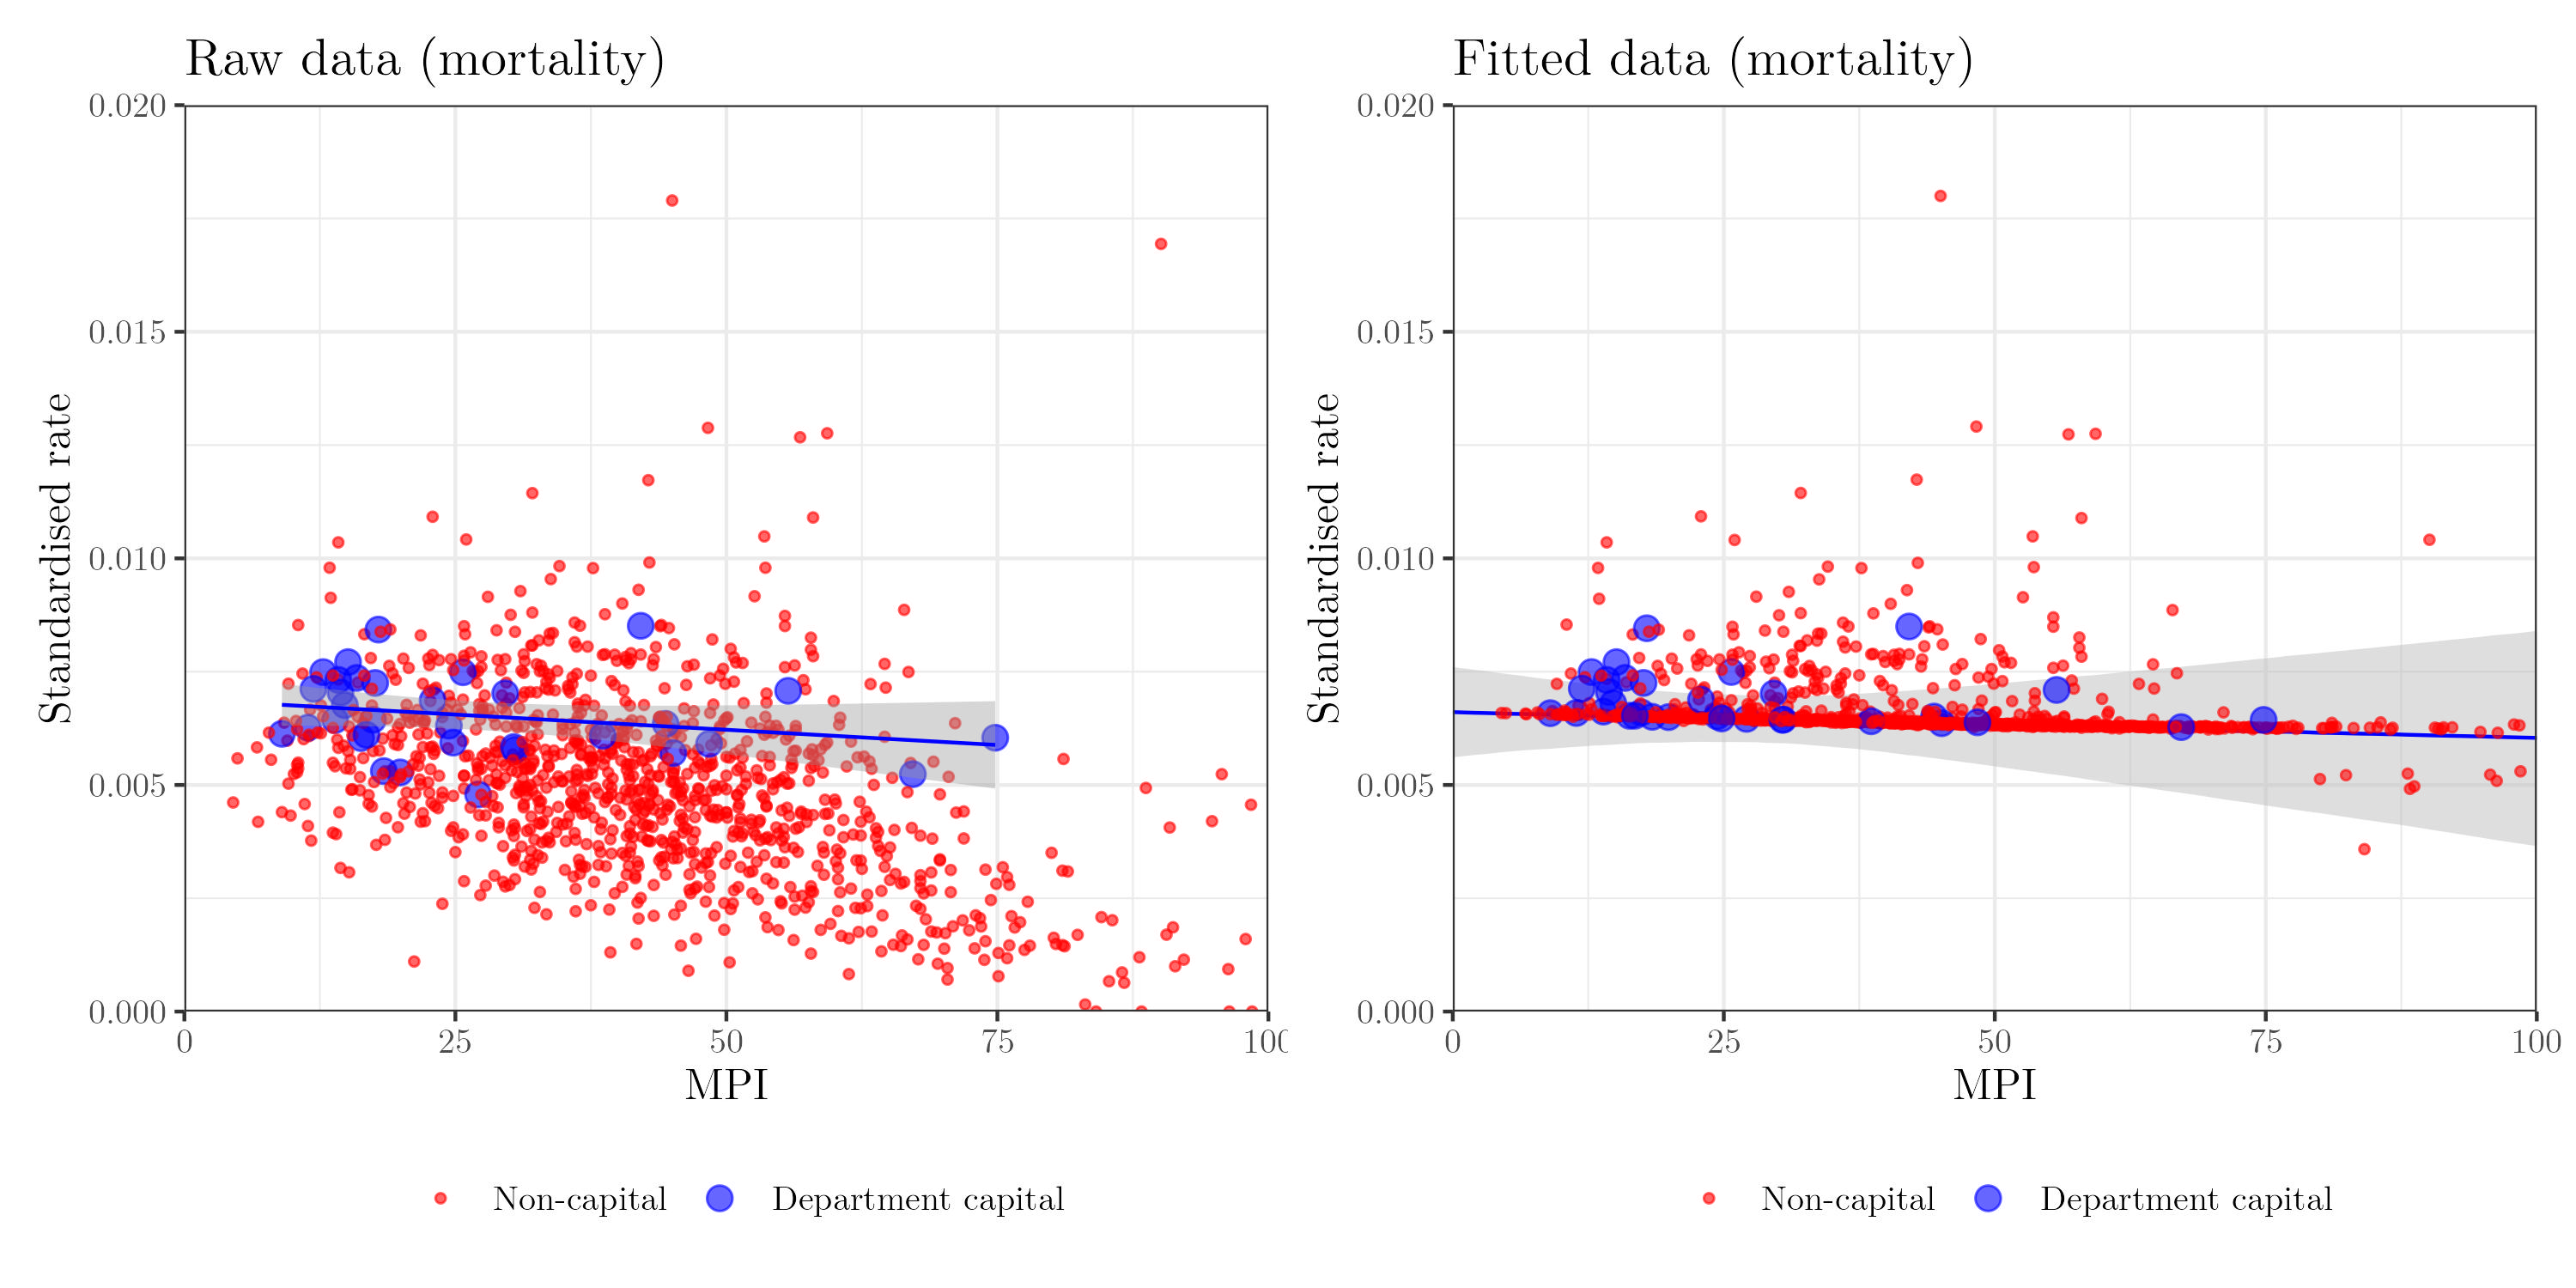 Raw data (mortality)
0.020
0.015
0.010
0.005
0.000
Standardised rate
0 25 50 75 100
MPI
Non-capital Department capital
Fitted data (mortality)
0.020
0.015
0.010
0.005
0.000
Standardised rate
0 25 50 75 100
MPI
Non-capital Department capital